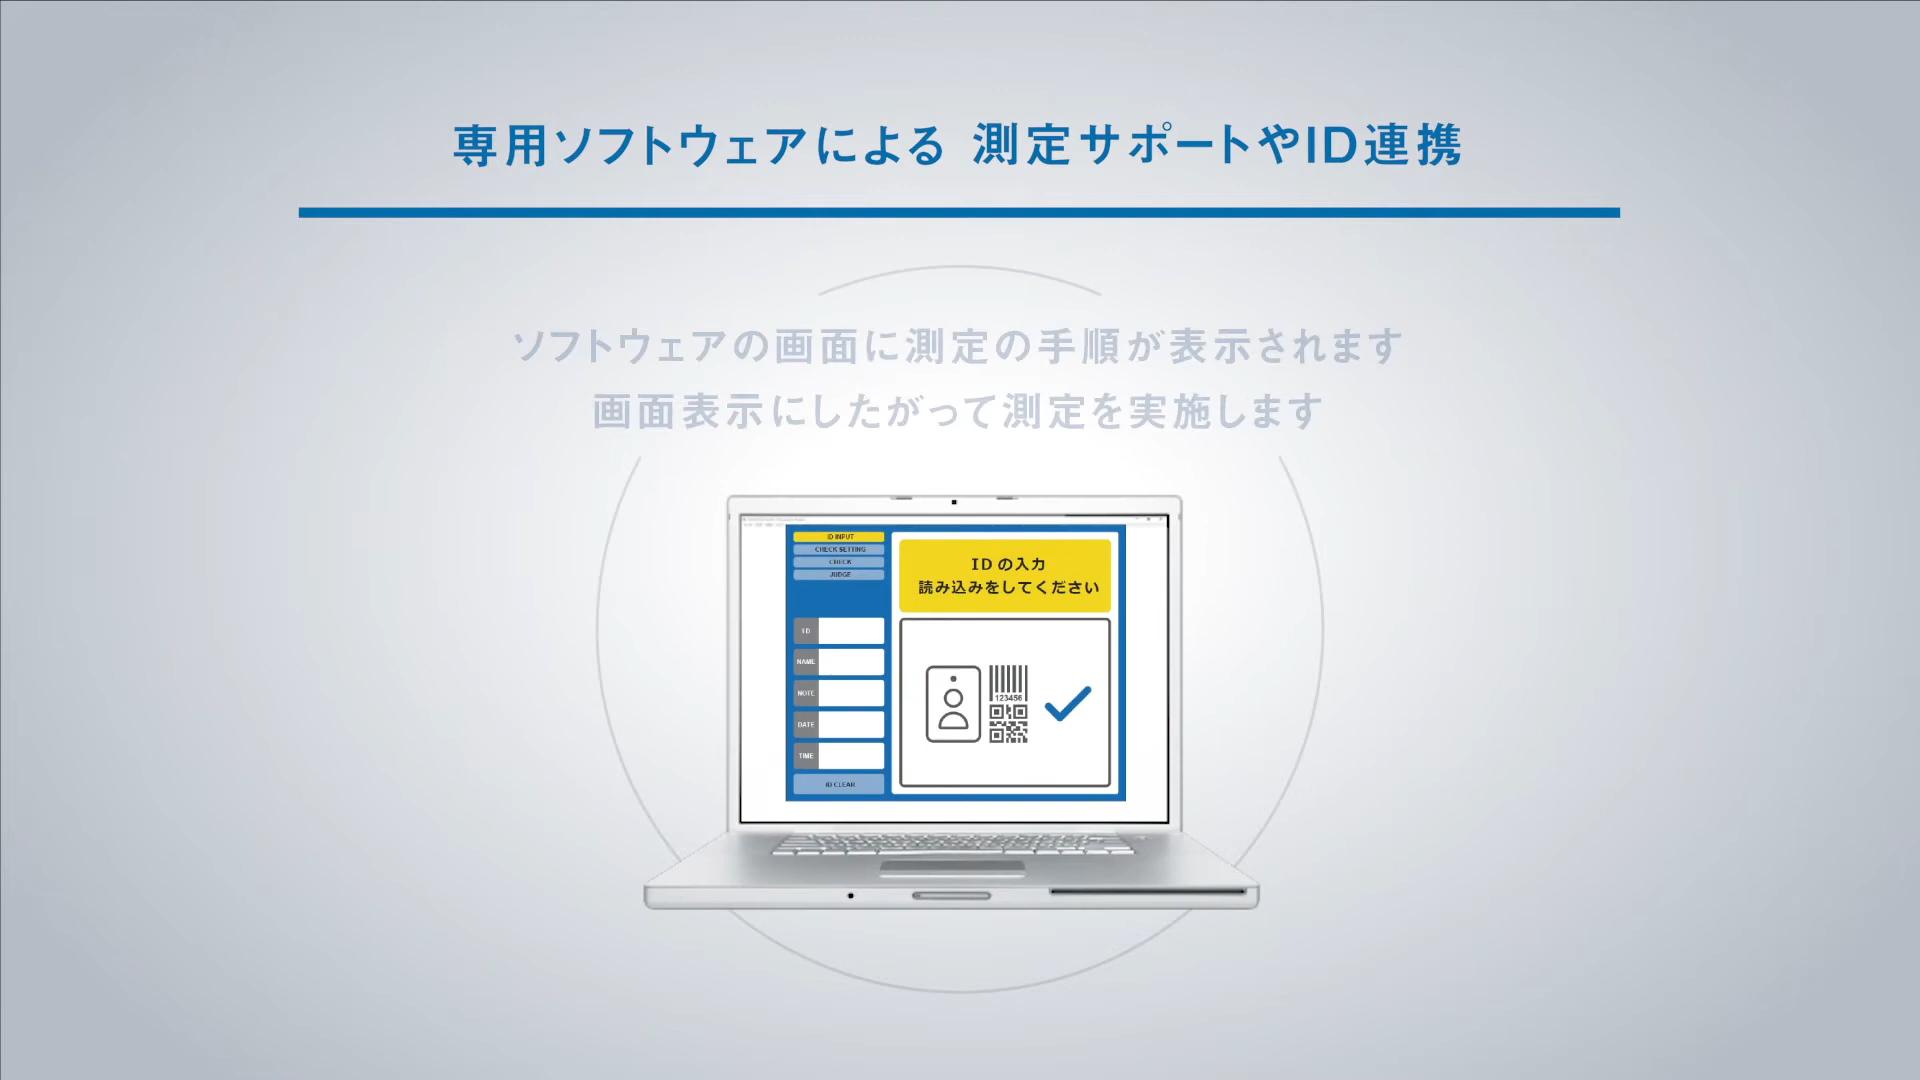 専用ソフトウェアによる 測定サポートやID連携
ソフトウェアの画面に測定の手順が表示されます
画面表示にしたがって測定を実施します
ID INPUT
CHECK SETTING
CHECK
JUDGE
ID
NAME
NOTE
DATE
TIME
ID CLEAR
IDの入力
読み込みをしてください
123456